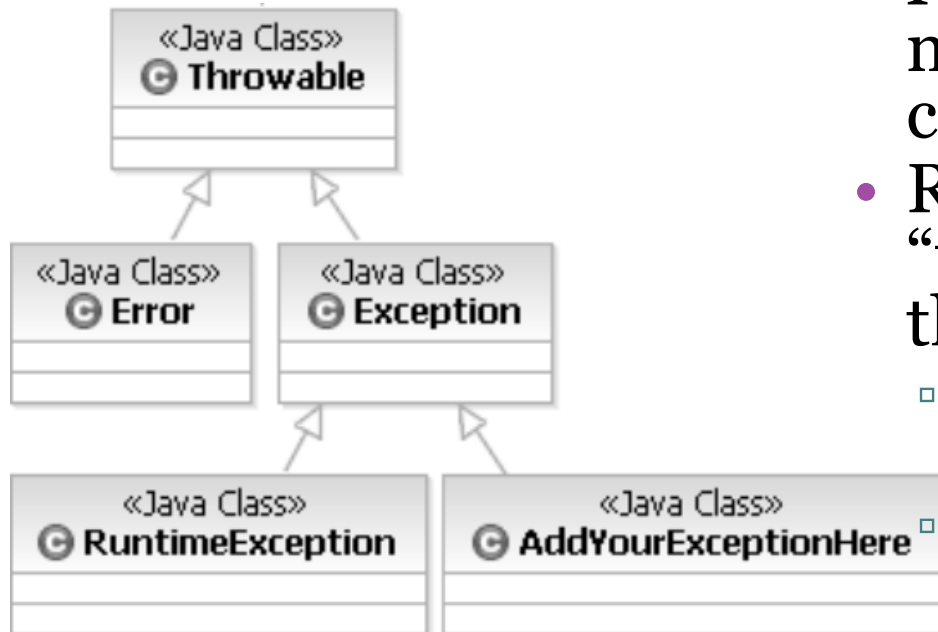 «Java Class»
C Throwable
«Java Class»
C Error
«Java Class»
C Exception
«Java Class»
C RuntimeException
«Java Class»
C AddYourExceptionHere